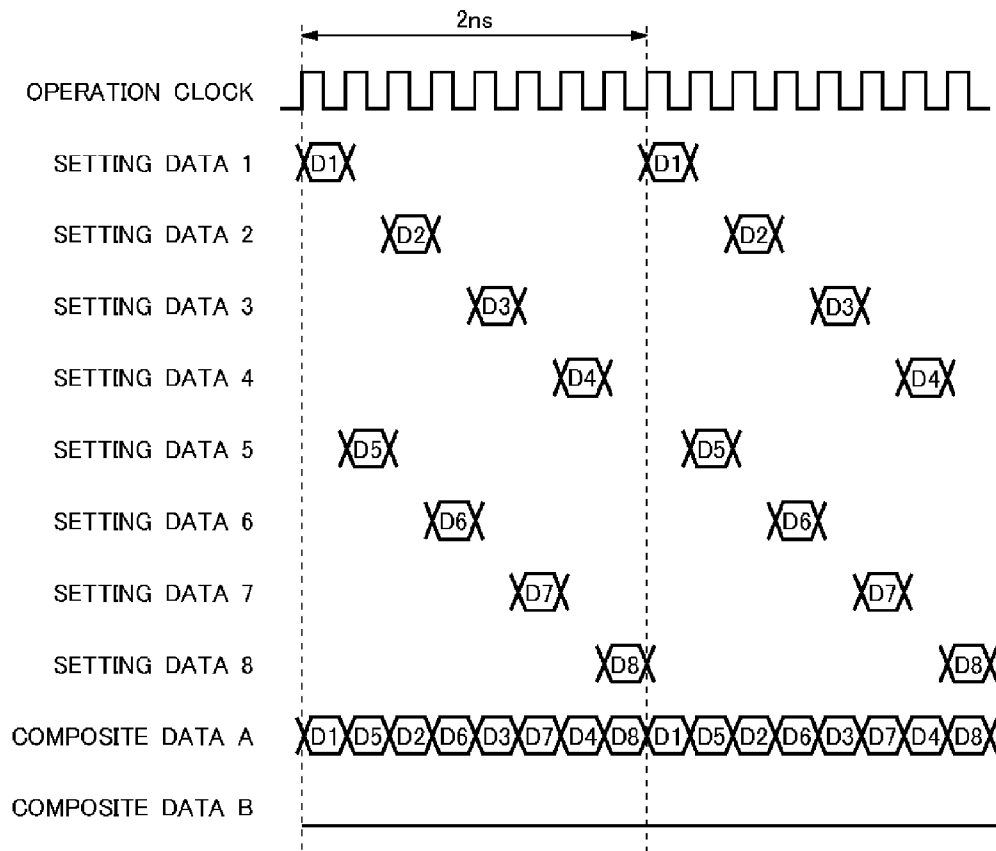 2ns
OPERATION CLOCK
SETTING DATA 1 D1 D1
SETTING DATA 2 D2 D2
SETTING DATA 3 D3 D3
SETTING DATA 4 D4 D4
SETTING DATA 5 D5 D5
SETTING DATA 6 D6 D6
SETTING DATA 7 D7 D7
SETTING DATA 8 D8 D8
COMPOSITE DATA A D1 D5 D2 D6 D3 D7 D4 D8 D1 D5 D2 D6 D3 D7 D4 D8
COMPOSITE DATA B